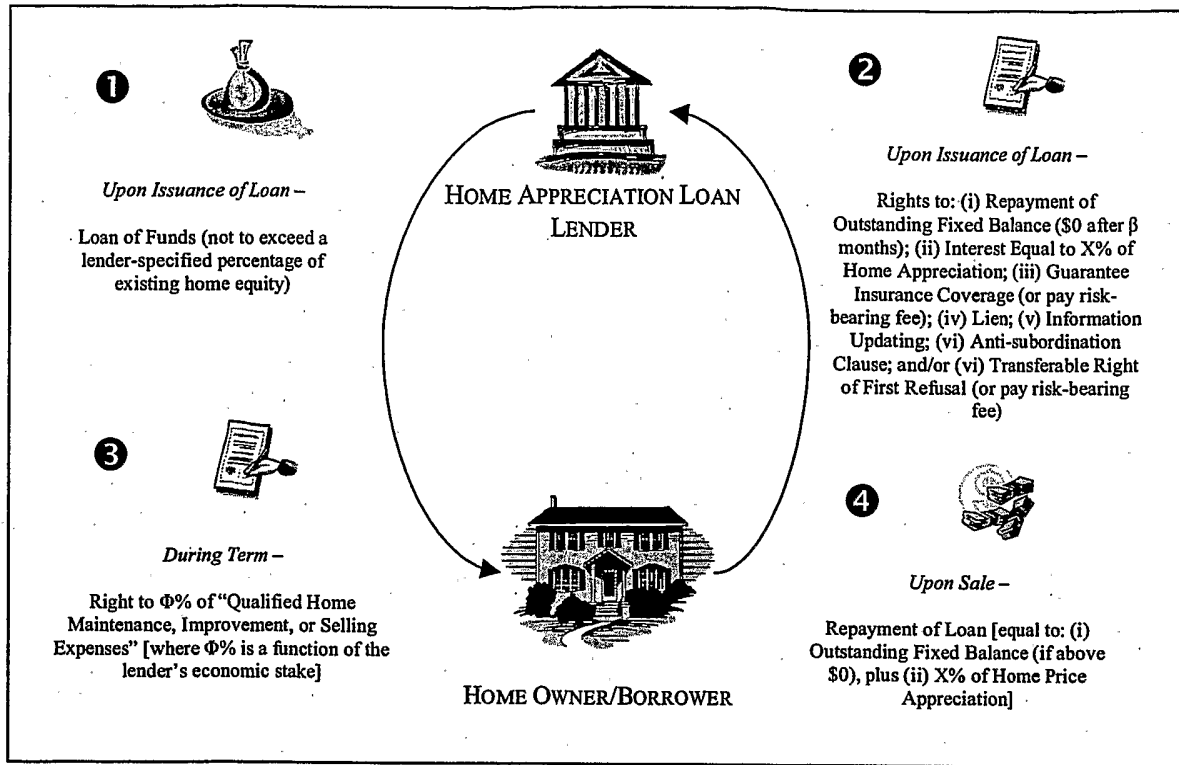 1
Upon Issuance of Loan –
Loan of Funds (not to exceed a
lender-specified percentage of
existing home equity)
HOME APPRECIATION LOAN
LENDER
2
Upon Issuance of Loan –
Rights to: (i) Repayment of
Outstanding Fixed Balance ($0 after β
months); (ii) Interest Equal to X% of
Home Appreciation; (iii) Guarantee
Insurance Coverage (or pay risk-
bearing fee); (iv) Lien; (v) Information
Updating; (vi) Anti-subordination
Clause; and/or (vi) Transferable Right
of First Refusal (or pay risk-bearing
fee)
3
During Term –
Right to Φ% of “Qualified Home
Maintenance, Improvement, or Selling
Expenses” [where Φ% is a function of the
lender's economic stake]
HOME OWNER/BORROWER
4
Upon Sale –
Repayment of Loan [equal to: (i)
Outstanding Fixed Balance (if above
$0), plus (ii) X% of Home Price
Appreciation]